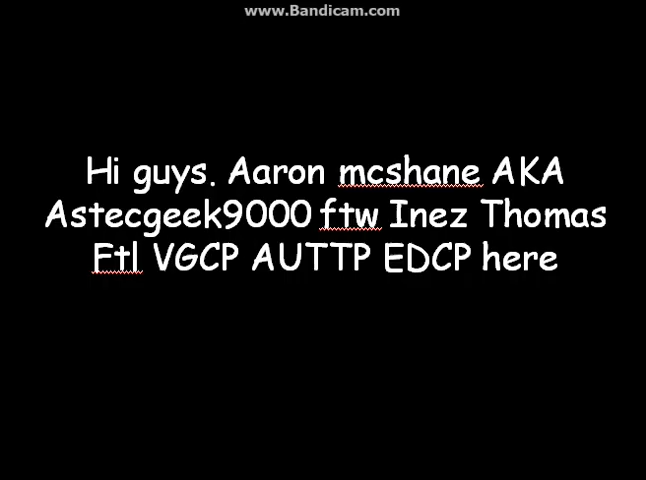 www.Bandicam.com
Hi guys. Aaron mcshane AKA
Astecgeek9000 ftw Inez Thomas
Ftl VGCP AUTTP EDCP here